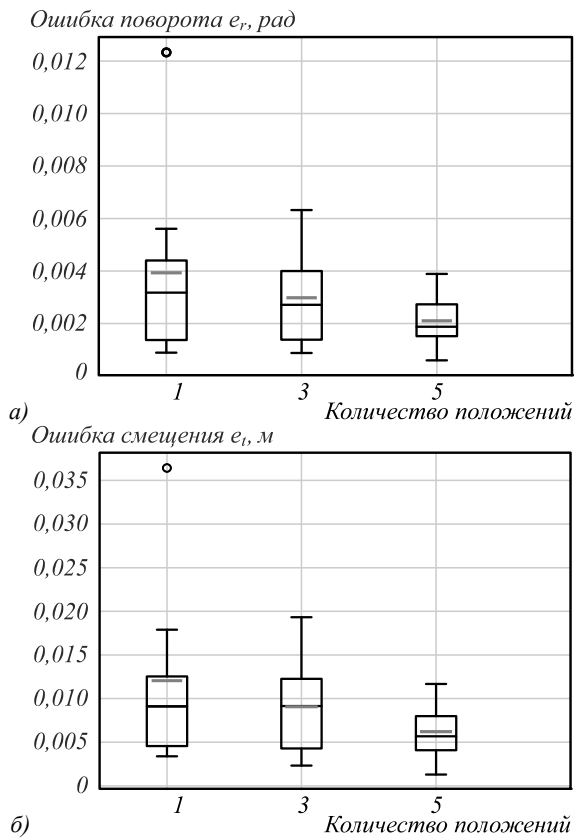 Ошибка поворота eᵣ, рад
0,012
0,010
0,008
0,006
0,004
0,002
0
1 3 5
а) Количество положений
Ошибка смещения eₜ, м
0,035
0,030
0,025
0,020
0,015
0,010
0,005
0
1 3 5
б) Количество положений